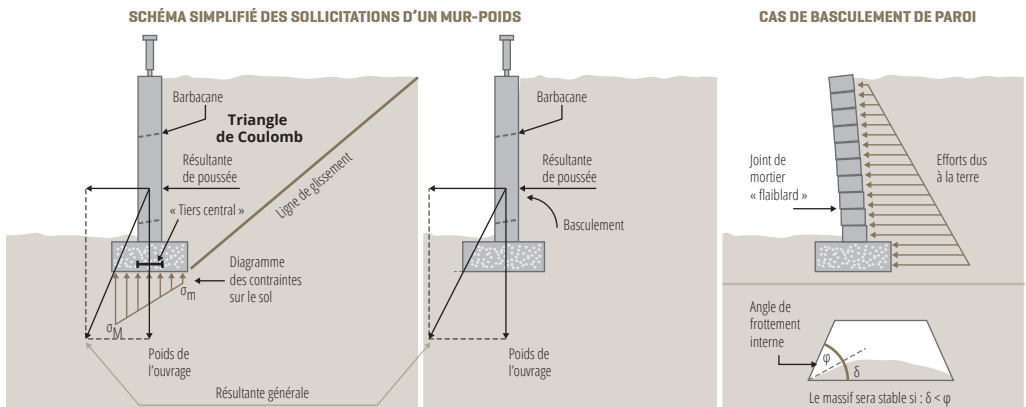 SCHÉMA SIMPLIFIÉ DES SOLLICITATIONS D'UN MUR-POIDS
Barbacane
Triangle
de Coulomb
Résultante
de poussée
Ligne de glissement
« Tiers central »
Diagramme
des contraintes
sur le sol
σm
σM
Poids de
l'ouvrage
Résultante générale
Barbacane
Résultante
de poussée
Basculement
Poids de
l'ouvrage
CAS DE BASCULEMENT DE PAROI
Joint de
mortier
« flaiblard »
Efforts dus
à la terre
Angle de
frottement
interne
φ
δ
Le massif sera stable si : δ < φ